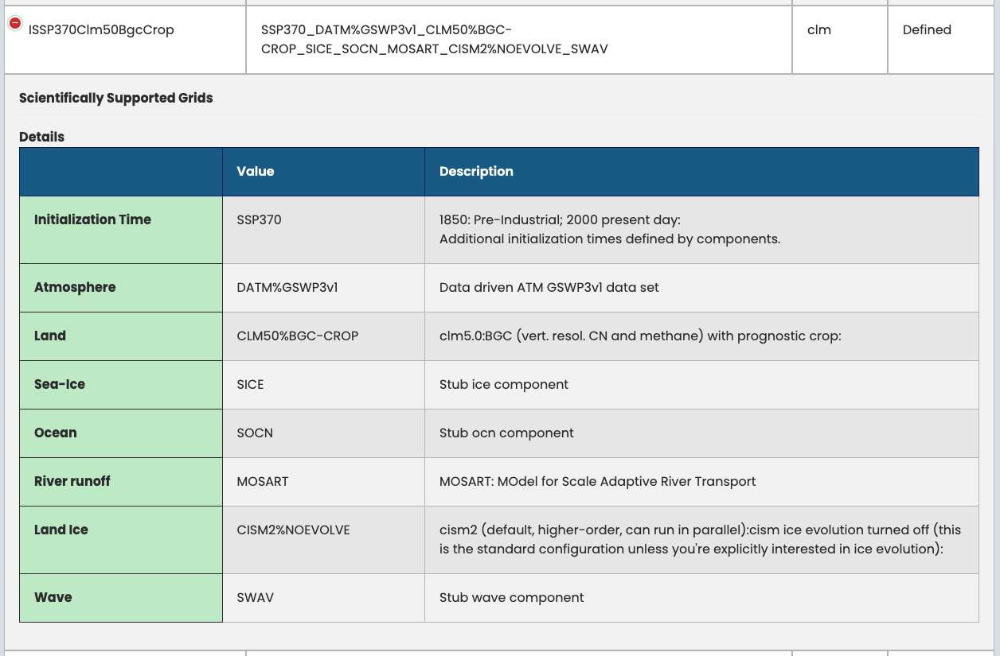 ISSP370Clm50BgcCrop
SSP370_DATM%GSWP3v1_CLM50%BGC-
CROP_SICE_SOCN_MOSART_CISM2%NOEVOLVE_SWAV
clm
Defined
Scientifically Supported Grids
Details
Value
Description
Initialization Time
SSP370
1850: Pre-Industrial; 2000 present day:
Additional initialization times defined by components.
Atmosphere
DATM%GSWP3v1
Data driven ATM GSWP3v1 data set
Land
CLM50%BGC-CROP
clm5.0:BGC (vert. resol. CN and methane) with prognostic crop:
Sea-Ice
SICE
Stub ice component
Ocean
SOCN
Stub ocn component
River runoff
MOSART
MOSART: MOdel for Scale Adaptive River Transport
Land Ice
CISM2%NOEVOLVE
cism2 (default, higher-order, can run in parallel):cism ice evolution turned off (this
is the standard configuration unless you're explicitly interested in ice evolution):
Wave
SWAV
Stub wave component